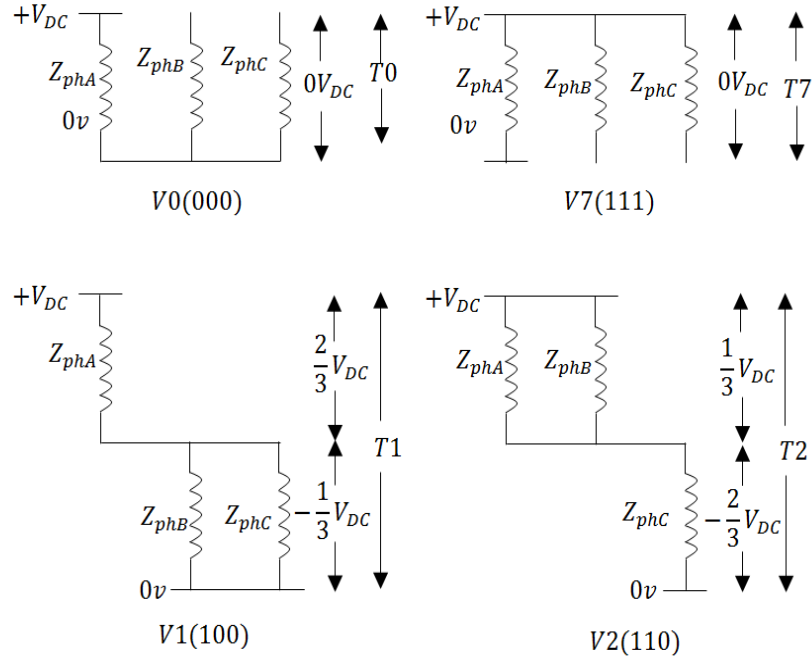 +V_DC
Z_phA
Z_phB
Z_phC
0V_DC
T0
0v
V0(000)
+V_DC
Z_phA
Z_phB
Z_phC
0V_DC
T7
0v
V7(111)
+V_DC
Z_phA
2/3 V_DC
T1
Z_phB
Z_phC
-1/3 V_DC
0v
V1(100)
+V_DC
Z_phA
Z_phB
1/3 V_DC
T2
Z_phC
-2/3 V_DC
0v
V2(110)